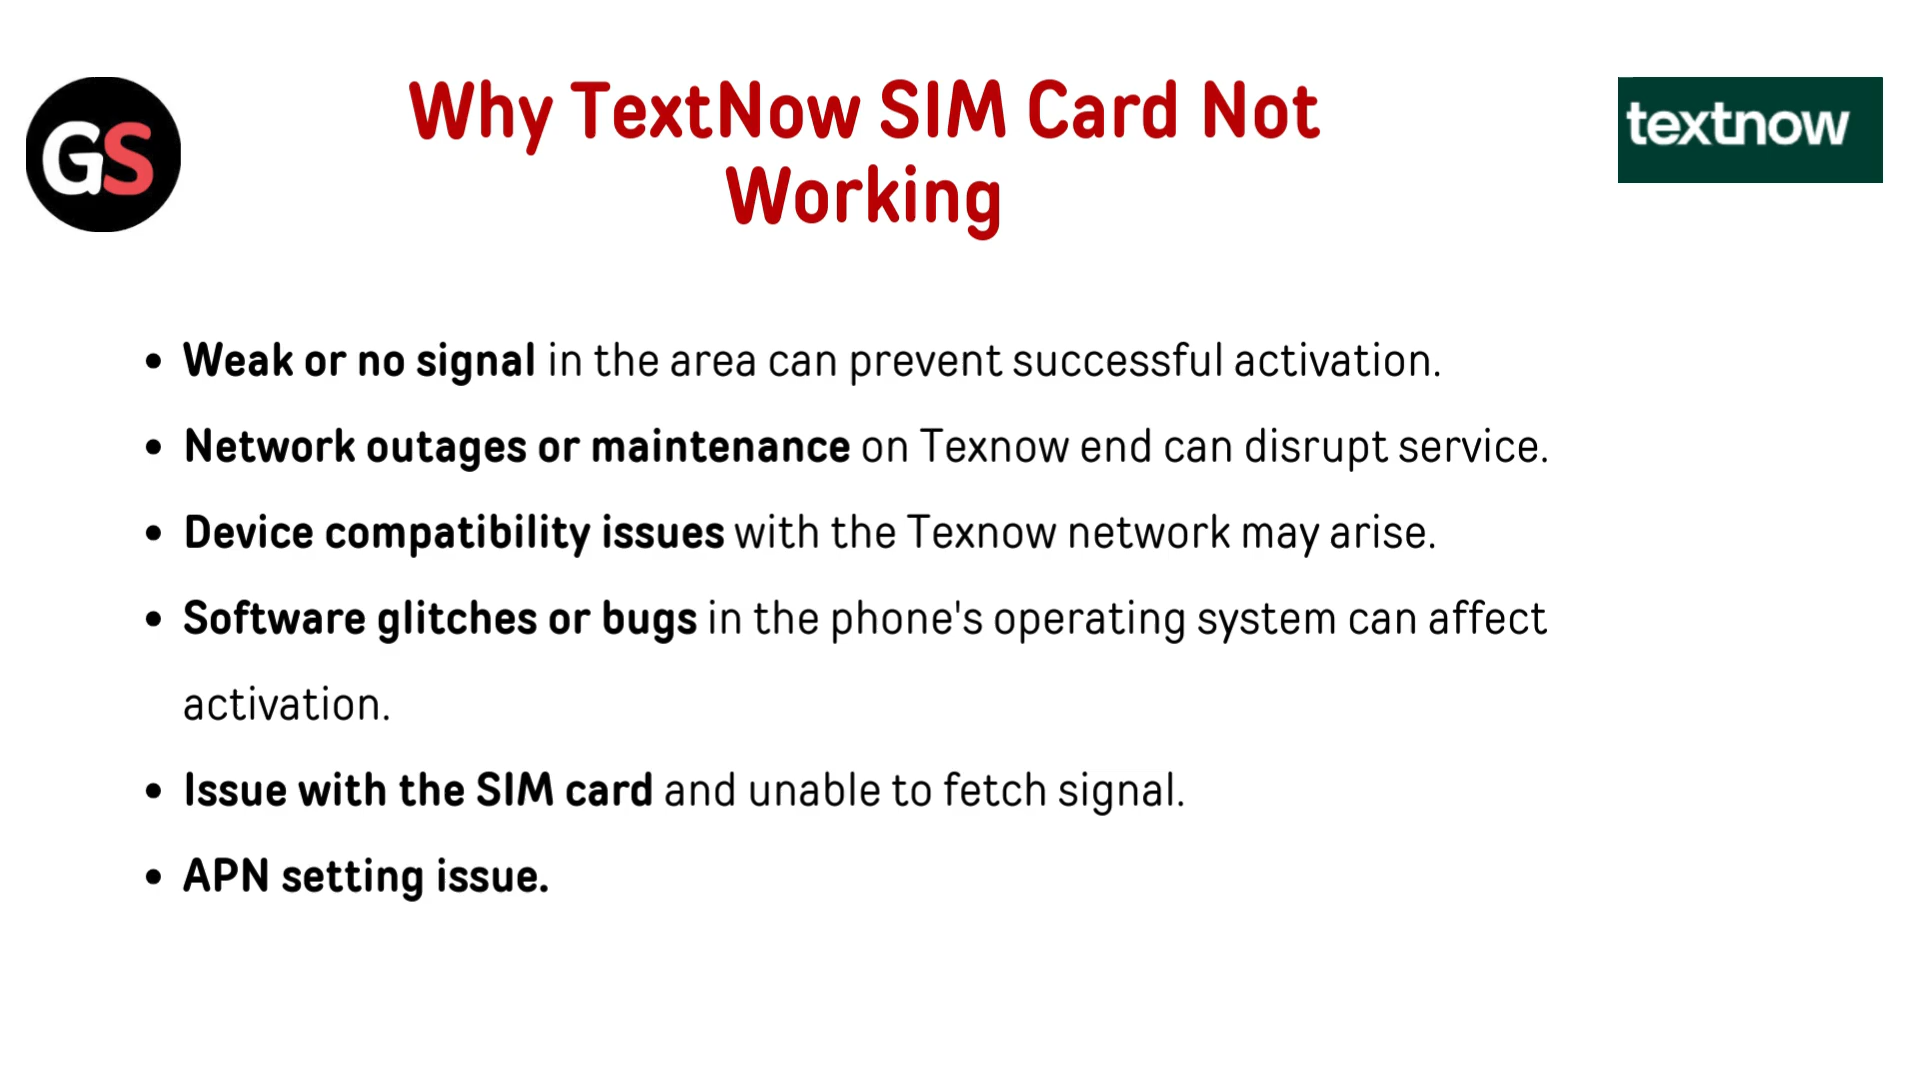 GS
Why TextNow SIM Card Not
Working
textnow
• Weak or no signal in the area can prevent successful activation.
• Network outages or maintenance on Texnow end can disrupt service.
• Device compatibility issues with the Texnow network may arise.
• Software glitches or bugs in the phone's operating system can affect
activation.
• Issue with the SIM card and unable to fetch signal.
• APN setting issue.